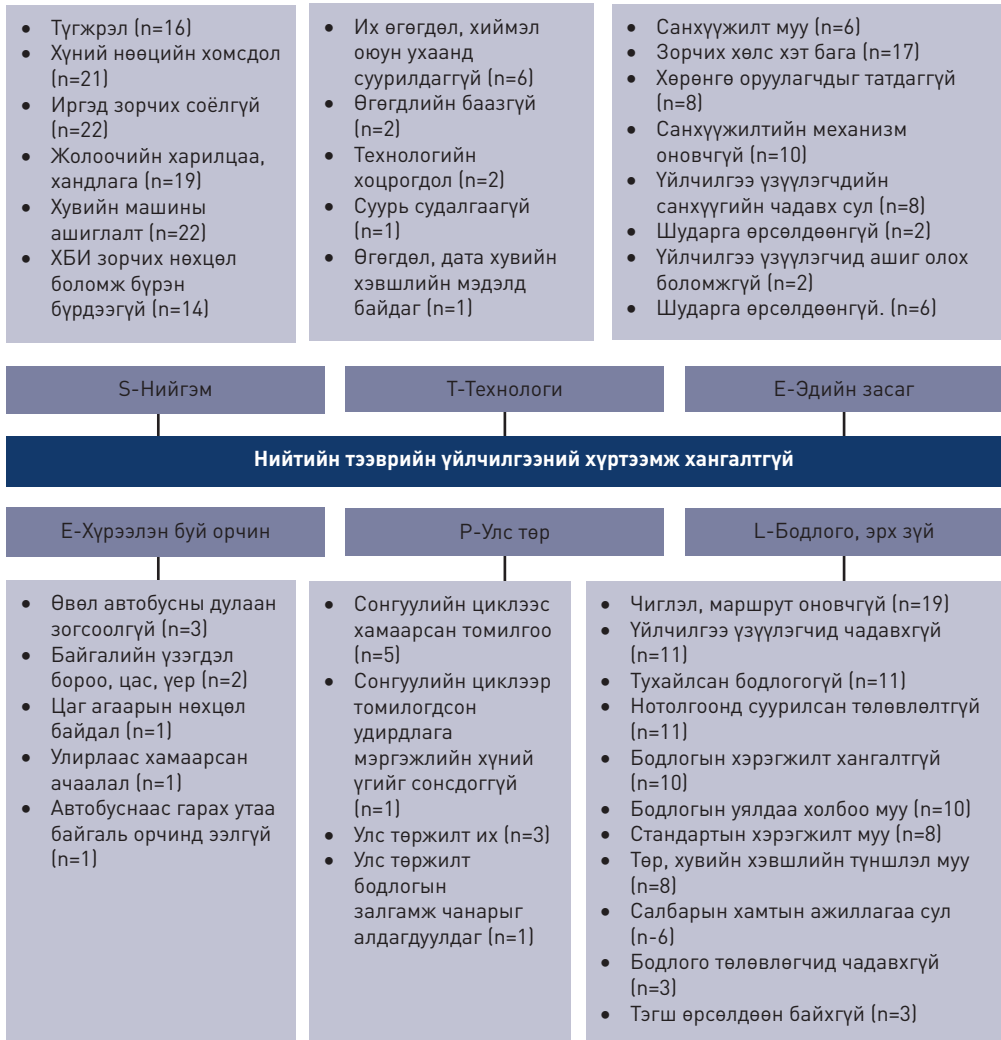 • Түгжрэл (n=16)
• Хүний нөөцийн хомсдол
(n=21)
• Иргэд зорчих соёлгүй
(n=22)
• Жолоочийн харилцаа,
хандлага (n=19)
• Хувийн машины
ашиглалт (n=22)
• ХБИ зорчих нөхцөл
боломж бүрэн
бүрдээгүй (n=14)
• Их өгөгдөл, хиймэл
оюун ухаанд
суурилдаггүй (n=6)
• Өгөгдлийн баазгүй
(n=2)
• Технологийн
хоцрогдол (n=2)
• Суурь судалгаагүй
(n=1)
• Өгөгдөл, дата хувийн
хэвшлийн мэдэлд
байдаг (n=1)
• Санхүүжилт муу (n=6)
• Зорчих хөлс хэт бага (n=17)
• Хөрөнгө оруулагчдыг татдаггүй
(n=8)
• Санхүүжилтийн механизм
оновчгүй (n=10)
• Үйлчилгээ үзүүлэгчдийн
санхүүгийн чадавх сул (n=8)
• Шударга өрсөлдөөнгүй (n=2)
• Үйлчилгээ үзүүлэгчид ашиг олох
боломжгүй (n=2)
• Шударга өрсөлдөөнгүй. (n=6)
S-Нийгэм
Т-Технологи
Е-Эдийн засаг
Нийтийн тээврийн үйлчилгээний хүртээмж хангалтгүй
Е-Хүрээлэн буй орчин
Р-Улс төр
L-Бодлого, эрх зүй
• Өвөл автобусны дулаан
зогсоолгүй (n=3)
• Байгалийн үзэгдэл
бороо, цас, үер (n=2)
• Цаг агаарын нөхцөл
байдал (n=1)
• Улирлаас хамаарсан
ачаалал (n=1)
• Автобуснаас гарах утаа
байгаль орчинд ээлгүй
(n=1)
• Сонгуулийн циклээс
хамаарсан томилгоо
(n=5)
• Сонгуулийн циклээр
томилогдсон
удирдлага
мэргэжлийн хүний
үгийг сонсдоггүй
(n=1)
• Улс төржилт их (n=3)
• Улс төржилт
бодлогын
залгамж чанарыг
алдагдуулдаг (n=1)
• Чиглэл, маршрут оновчгүй (n=19)
• Үйлчилгээ үзүүлэгчид чадавхгүй
(n=11)
• Тухайлсан бодлогогүй (n=11)
• Нотолгоонд суурилсан төлөвлөлтгүй
(n=11)
• Бодлогын хэрэгжилт хангалтгүй
(n=10)
• Бодлогын уялдаа холбоо муу (n=10)
• Стандартын хэрэгжилт муу (n=8)
• Төр, хувийн хэвшлийн түншлэл муу
(n=8)
• Салбарын хамтын ажиллагаа сул
(n-6)
• Бодлого төлөвлөгчид чадавхгүй
(n=3)
• Тэгш өрсөлдөөн байхгүй (n=3)